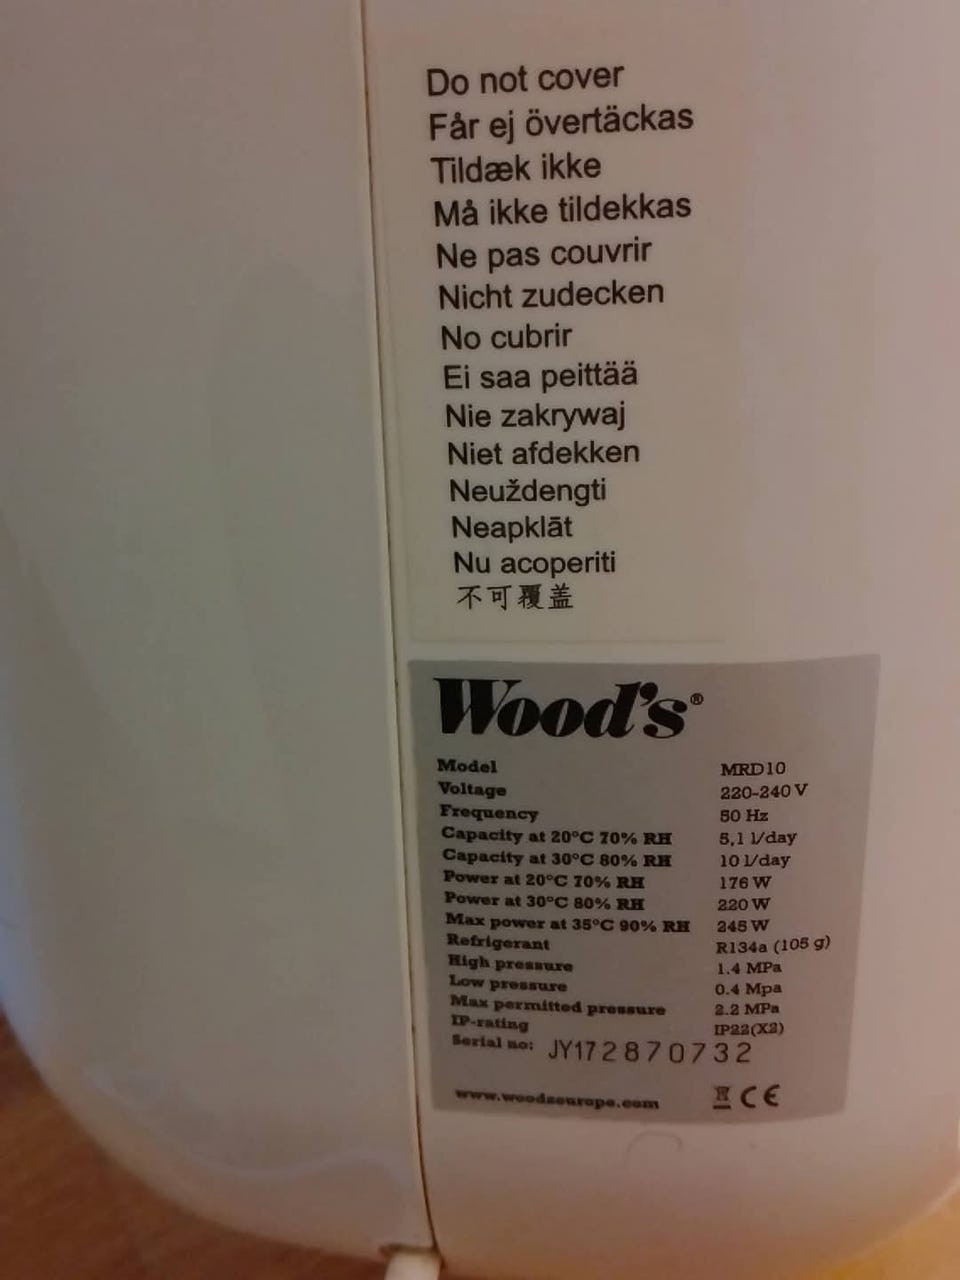 Do not cover
Får ej övertäckas
Tildæk ikke
Må ikke tildekkas
Ne pas couvrir
Nicht zudecken
No cubrir
Ei saa peittää
Nie zakrywaj
Niet afdekken
Neuždengti
Neapklāt
Nu acoperiti
不可覆盖
Wood's®
Model MRD10
Voltage 220-240 V
Frequency 50 Hz
Capacity at 20°C 70% RH 5,1 l/day
Capacity at 30°C 80% RH 10 l/day
Power at 20°C 70% RH 176 W
Power at 30°C 80% RH 220 W
Max power at 35°C 90% RH 245 W
Refrigerant R134a (105 g)
High pressure 1.4 MPa
Low pressure 0.4 Mpa
Max permitted pressure 2.2 MPa
IP-rating IP22(X2)
Serial no: JY172870732
www.woodseurope.com CE